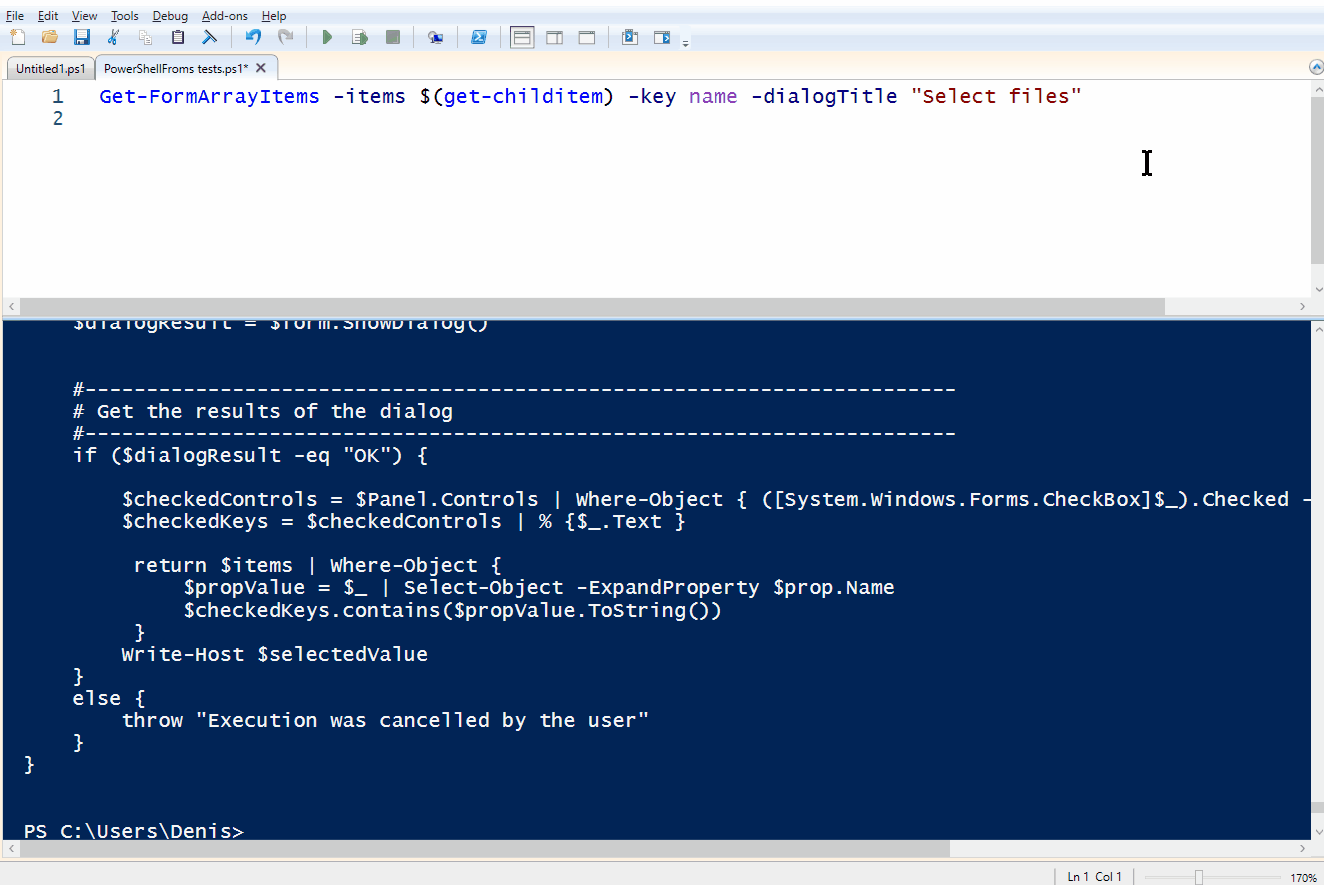 File Edit View Tools Debug Add-ons Help
Untitled1.ps1 PowerShellFroms tests.ps1*
1 Get-FormArrayItems -items $(get-childitem) -key name -dialogTitle "Select files"
2
$dialogResult = $form.ShowDialog()
#-----------------------------------------------------------------------
# Get the results of the dialog
#-----------------------------------------------------------------------
if ($dialogResult -eq "OK") {
$checkedControls = $Panel.Controls | Where-Object { ([System.Windows.Forms.CheckBox]$_).Checked -
$checkedKeys = $checkedControls | % {$_.Text }
return $items | Where-Object {
$propValue = $_ | Select-Object -ExpandProperty $prop.Name
$checkedKeys.contains($propValue.ToString())
}
Write-Host $selectedValue
}
else {
throw "Execution was cancelled by the user"
}
}
PS C:\Users\Denis>
Ln 1 Col 1 170%